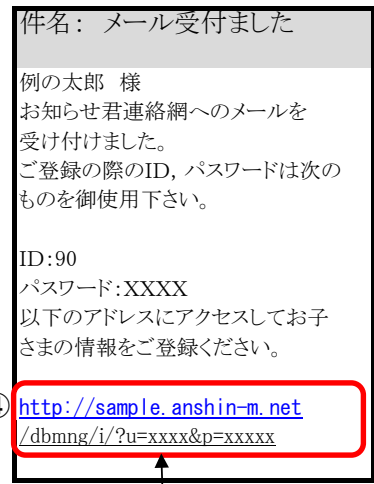 件名: メール受付ました
例の太郎 様
お知らせ君連絡網へのメールを
受け付けました。
ご登録の際のID, パスワードは次の
ものを御使用下さい。
ID:90
パスワード:XXXX
以下のアドレスにアクセスしてお子
さまの情報をご登録ください。
http://sample.anshin-m.net
/dbmng/i/?u=xxxx&p=xxxxx